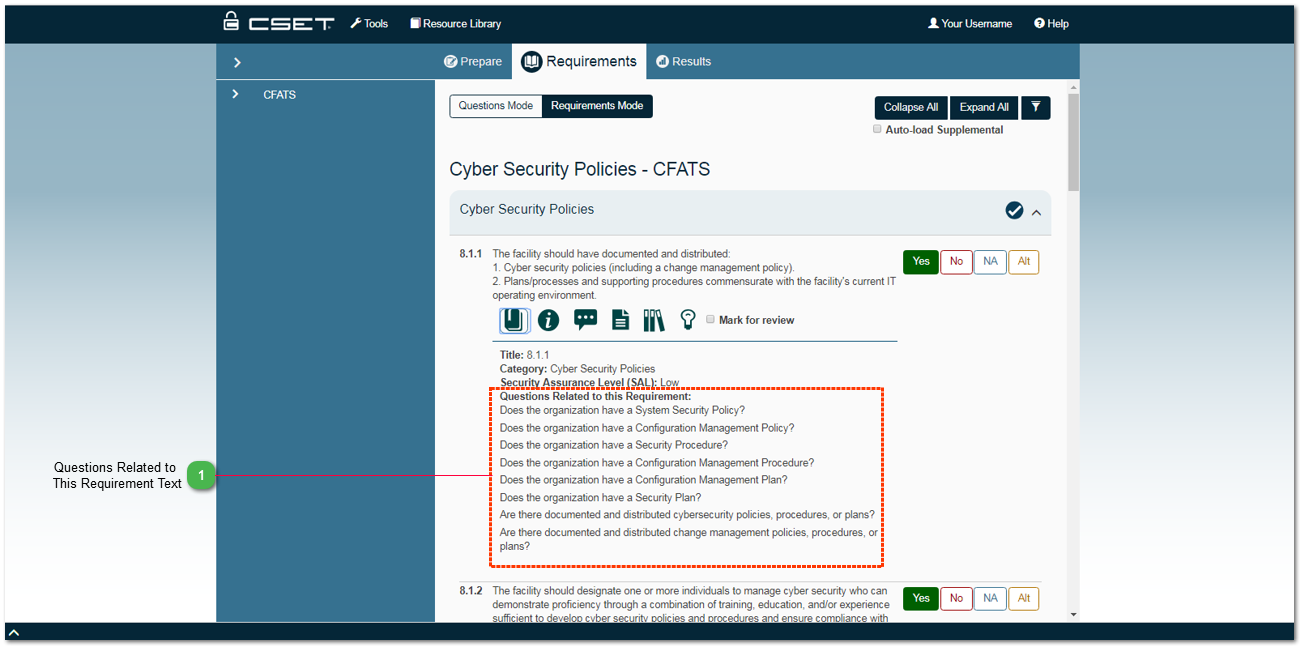 CSET Tools Resource Library Your Username Help
Prepare Requirements Results
CFATS
Questions Mode Requirements Mode Collapse All Expand All
Auto-load Supplemental
Cyber Security Policies - CFATS
Cyber Security Policies
8.1.1 The facility should have documented and distributed: Yes No NA Alt
1. Cyber security policies (including a change management policy).
2. Plans/processes and supporting procedures commensurate with the facility's current IT
operating environment.
Mark for review
Title: 8.1.1
Category: Cyber Security Policies
Security Assurance Level (SAL): Low
Questions Related to this Requirement:
Does the organization have a System Security Policy?
Does the organization have a Configuration Management Policy?
Does the organization have a Security Procedure?
Does the organization have a Configuration Management Procedure?
Does the organization have a Configuration Management Plan?
Does the organization have a Security Plan?
Are there documented and distributed cybersecurity policies, procedures, or plans?
Are there documented and distributed change management policies, procedures, or
plans?
Questions Related to
This Requirement Text
1
8.1.2 The facility should designate one or more individuals to manage cyber security who can Yes No NA Alt
demonstrate proficiency through a combination of training, education, and/or experience
sufficient to develop cyber security policies and procedures and ensure compliance with